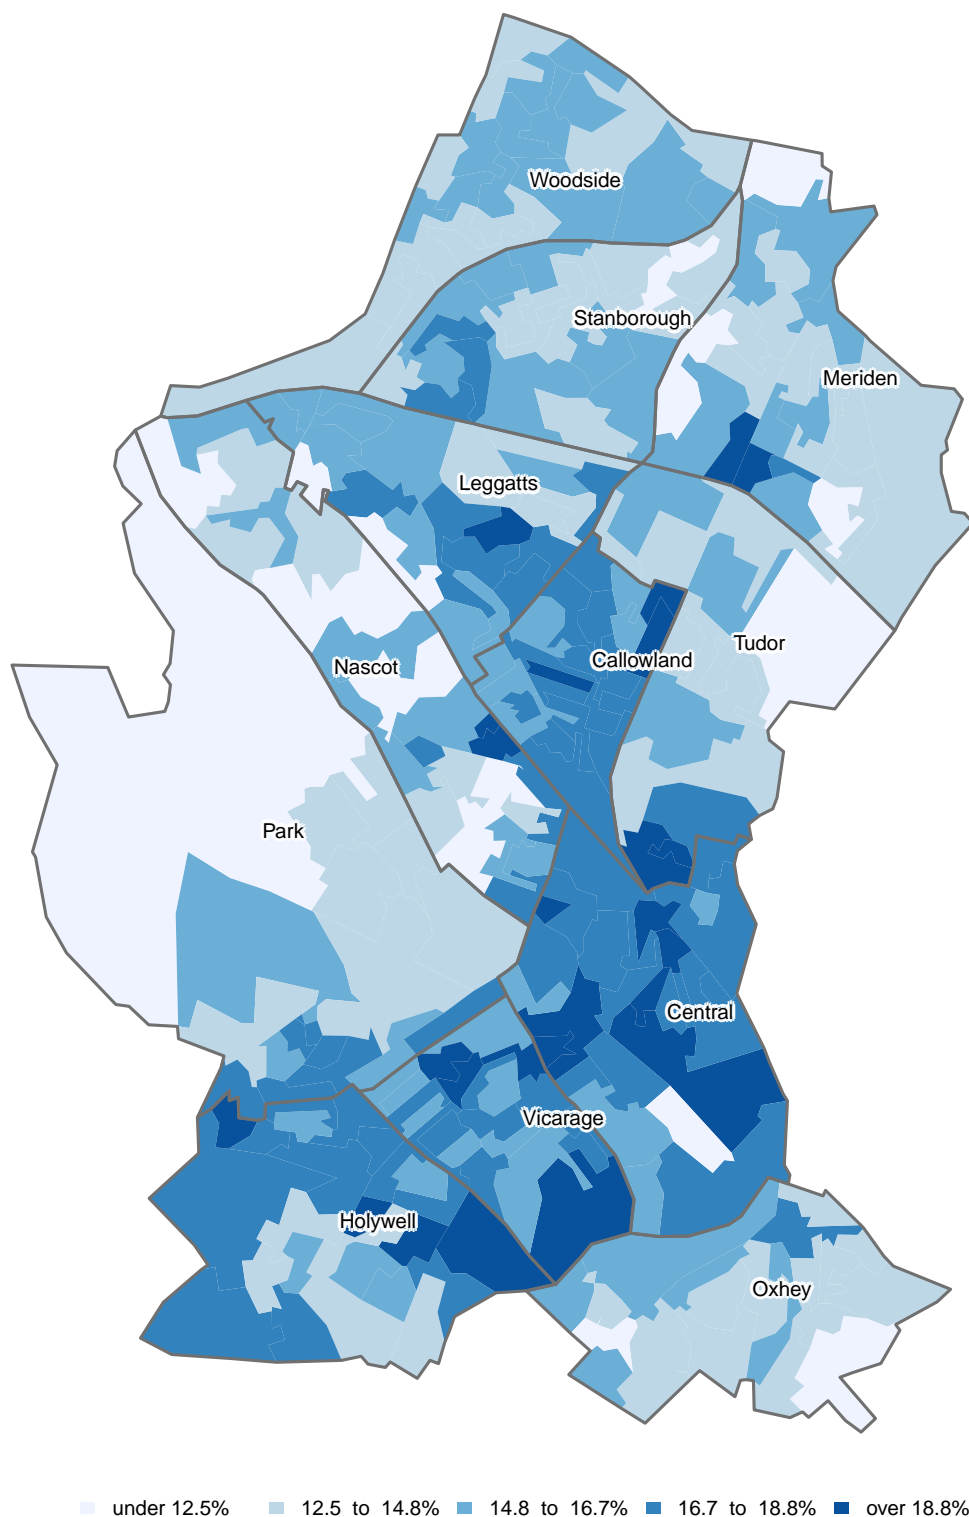 Woodside
Stanborough
Meriden
Leggatts
Tudor
Callowland
Nascot
Park
Central
Vicarage
Holywell
Oxhey
under 12.5% 12.5 to 14.8% 14.8 to 16.7% 16.7 to 18.8% over 18.8%